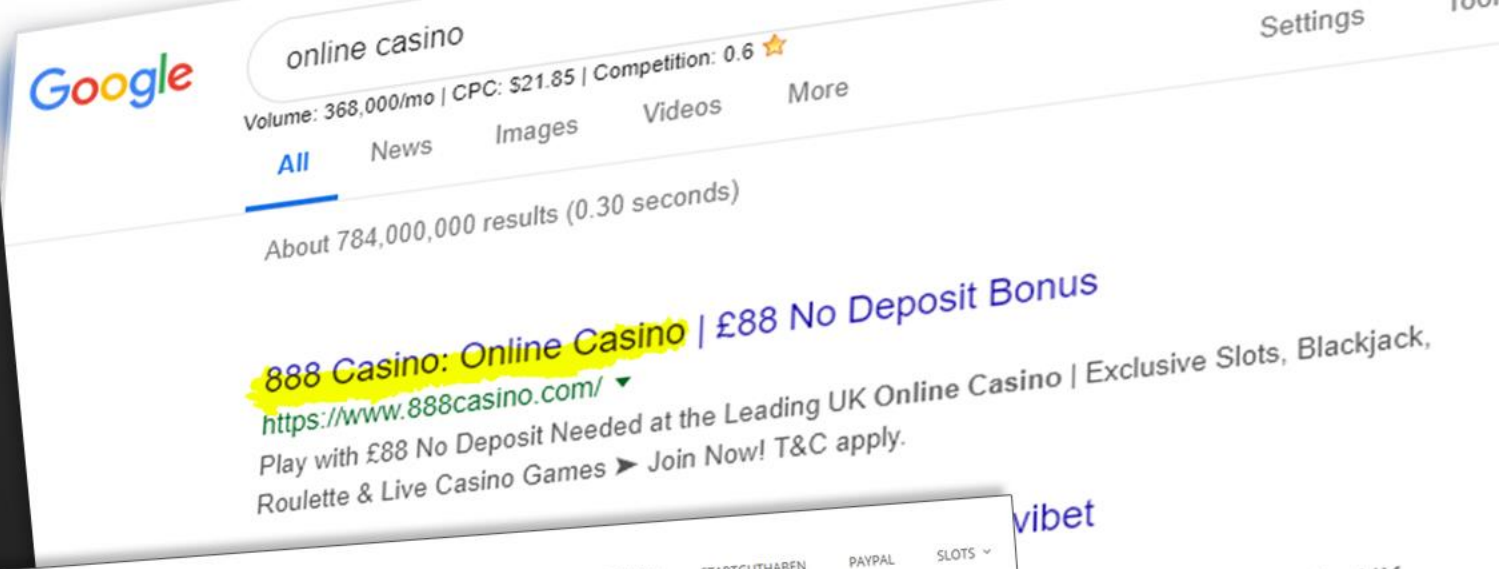 Google
online casino
Settings
Volume: 368,000/mo | CPC: $21.85 | Competition: 0.6
All News Images Videos More
About 784,000,000 results (0.30 seconds)
888 Casino: Online Casino | £88 No Deposit Bonus
https://www.888casino.com/
Play with £88 No Deposit Needed at the Leading UK Online Casino | Exclusive Slots, Blackjack,
Roulette & Live Casino Games ➤ Join Now! T&C apply.
vibet
PAYPAL SLOTS